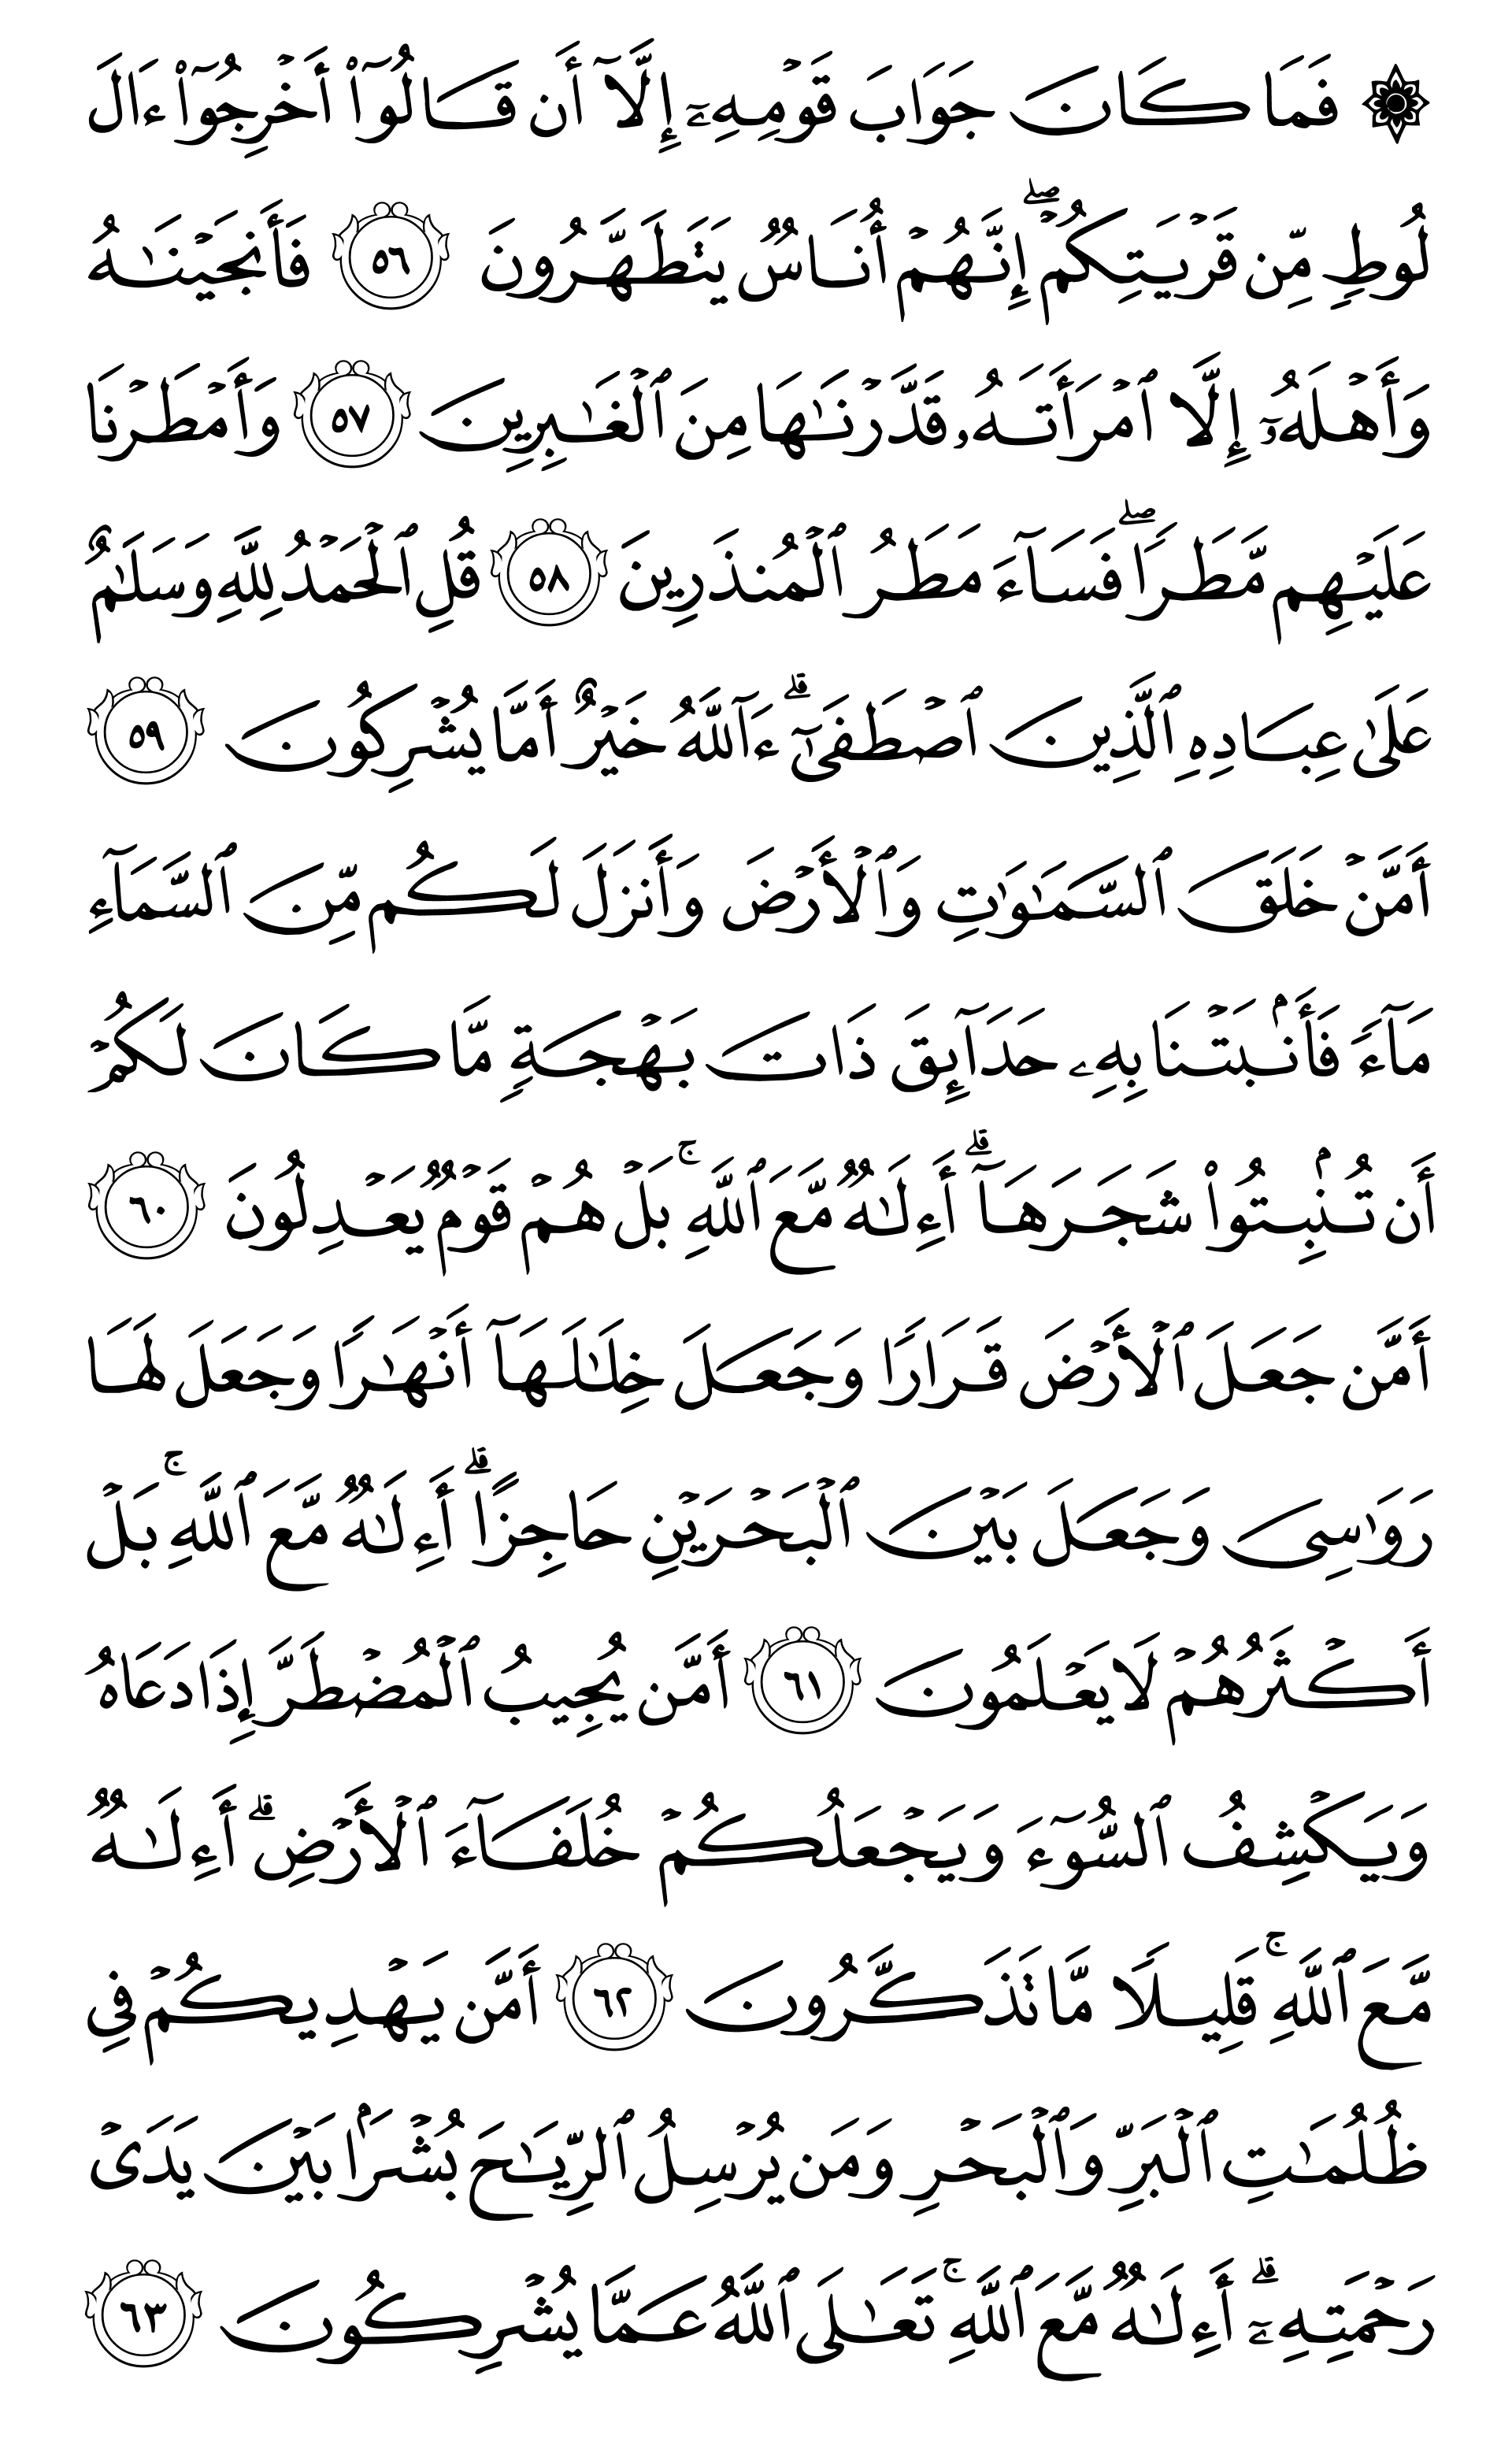 ۞ فَمَا كَانَ جَوَابَ قَوْمِهِۦٓ إِلَّآ أَن قَالُوٓا۟ أَخْرِجُوٓا۟ ءَالَ
لُوطٍ مِّن قَرْيَتِكُمْ ۖ إِنَّهُمْ أُنَاسٌ يَتَطَهَّرُونَ ٥٦ فَأَنجَيْنَـٰهُ
وَأَهْلَهُۥٓ إِلَّا ٱمْرَأَتَهُۥ قَدَّرْنَـٰهَا مِنَ ٱلْغَـٰبِرِينَ ٥٧ وَأَمْطَرْنَا
عَلَيْهِم مَّطَرًا ۖ فَسَآءَ مَطَرُ ٱلْمُنذَرِينَ ٥٨ قُلِ ٱلْحَمْدُ لِلَّهِ وَسَلَـٰمٌ
عَلَىٰ عِبَادِهِ ٱلَّذِينَ ٱصْطَفَىٰٓ ۗ ءَآللَّهُ خَيْرٌ أَمَّا يُشْرِكُونَ ٥٩
أَمَّنْ خَلَقَ ٱلسَّمَـٰوَٰتِ وَٱلْأَرْضَ وَأَنزَلَ لَكُم مِّنَ ٱلسَّمَآءِ
مَآءً فَأَنۢبَتْنَا بِهِۦ حَدَآئِقَ ذَاتَ بَهْجَةٍ مَّا كَانَ لَكُمْ
أَن تُنۢبِتُوا۟ شَجَرَهَآ ۗ أَءِلَـٰهٌ مَّعَ ٱللَّهِ ۚ بَلْ هُمْ قَوْمٌ يَعْدِلُونَ ٦٠
أَمَّن جَعَلَ ٱلْأَرْضَ قَرَارًا وَجَعَلَ خِلَـٰلَهَآ أَنْهَـٰرًا وَجَعَلَ لَهَا
رَوَٰسِىَ وَجَعَلَ بَيْنَ ٱلْبَحْرَيْنِ حَاجِزًا ۗ أَءِلَـٰهٌ مَّعَ ٱللَّهِ ۚ بَلْ
أَكْثَرُهُمْ لَا يَعْلَمُونَ ٦١ أَمَّن يُجِيبُ ٱلْمُضْطَرَّ إِذَا دَعَاهُ
وَيَكْشِفُ ٱلسُّوٓءَ وَيَجْعَلُكُمْ خُلَفَآءَ ٱلْأَرْضِ ۗ أَءِلَـٰهٌ
مَّعَ ٱللَّهِ ۚ قَلِيلًا مَّا تَذَكَّرُونَ ٦٢ أَمَّن يَهْدِيكُمْ فِى
ظُلُمَـٰتِ ٱلْبَرِّ وَٱلْبَحْرِ وَمَن يُرْسِلُ ٱلرِّيَـٰحَ بُشْرًۢا بَيْنَ يَدَىْ
رَحْمَتِهِۦٓ ۗ أَءِلَـٰهٌ مَّعَ ٱللَّهِ ۚ تَعَـٰلَى ٱللَّهُ عَمَّا يُشْرِكُونَ ٦٣